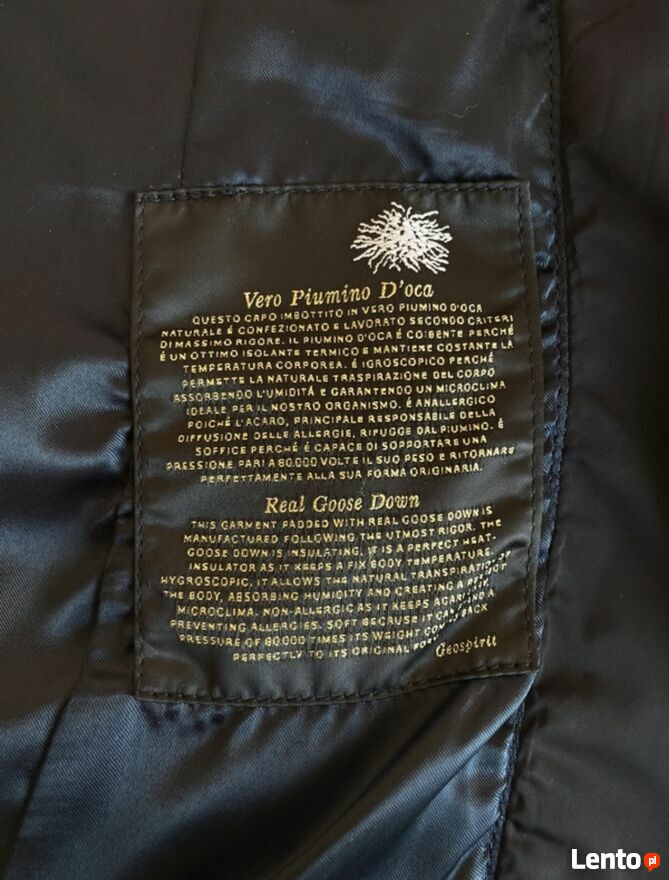 Vero Piumino D'oca
QUESTO CAPO IMBOTTITO IN VERO PIUMINO D'OCA
NATURALE É CONFEZIONATO E LAVORATO SECONDO CRITERI
DI MASSIMO RIGORE. IL PIUMINO D'OCA É COIBENTE PERCHÉ
É UN OTTIMO ISOLANTE TERMICO E MANTIENE COSTANTE LA
TEMPERATURA CORPOREA. É IGROSCOPICO PERCHÉ
PERMETTE LA NATURALE TRASPIRAZIONE DEL CORPO
ASSORBENDO L'UMIDITÁ E GARANTENDO UN MICROCLIMA
IDEALE PER IL NOSTRO ORGANISMO. É ANALLERGICO
POICHÉ L'ACARO, PRINCIPALE RESPONSABILE DELLA
DIFFUSIONE DELLE ALLERGIE, RIFUGGE DAL PIUMINO. É
SOFFICE PERCHÉ É CAPACE DI SOPPORTARE UNA
PRESSIONE PARI A 80.000 VOLTE IL SUO PESO E RITORNARE
PERFETTAMENTE ALLA SUA FORMA ORIGINARIA.
Real Goose Down
THIS GARMENT PADDED WITH REAL GOOSE DOWN IS
MANUFACTURED FOLLOWING THE UTMOST RIGOR. THE
GOOSE DOWN IS INSULATING, IT IS A PERFECT HEAT-
INSULATOR AS IT KEEPS A FIX BODY TEMPERATURE.
HYGROSCOPIC, IT ALLOWS THE NATURAL TRANSPIRATION OF
THE BODY, ABSORBING HUMIDITY AND CREATING A
MICROCLIMA. NON-ALLERGIC AS IT KEEPS
PREVENTING ALLERGIES. SOFT BECAUSE IT CAN BACK
PRESSURE OF 80000 TIMES ITS WEIGHT
PERFECTLY TO ITS ORIGINAL
Geospirit
Lento pl